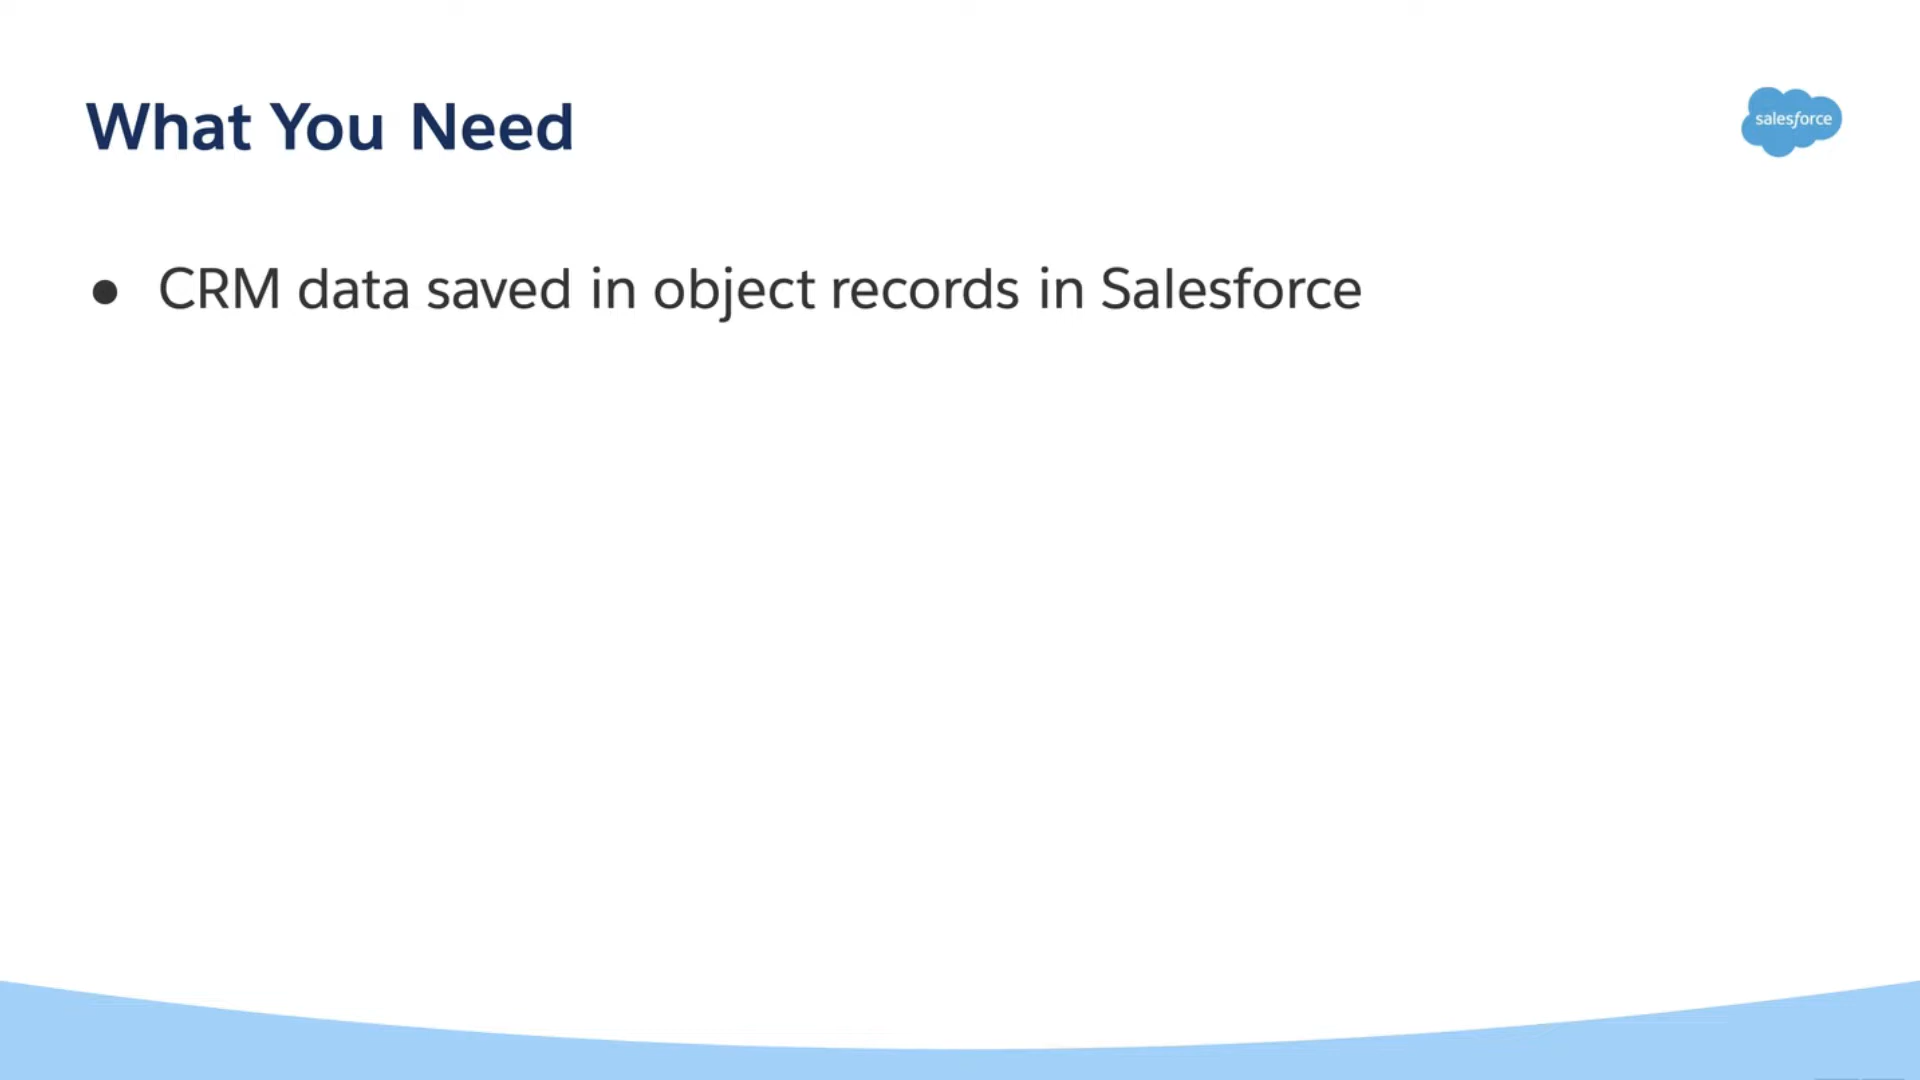 What You Need
salesforce
● CRM data saved in object records in Salesforce